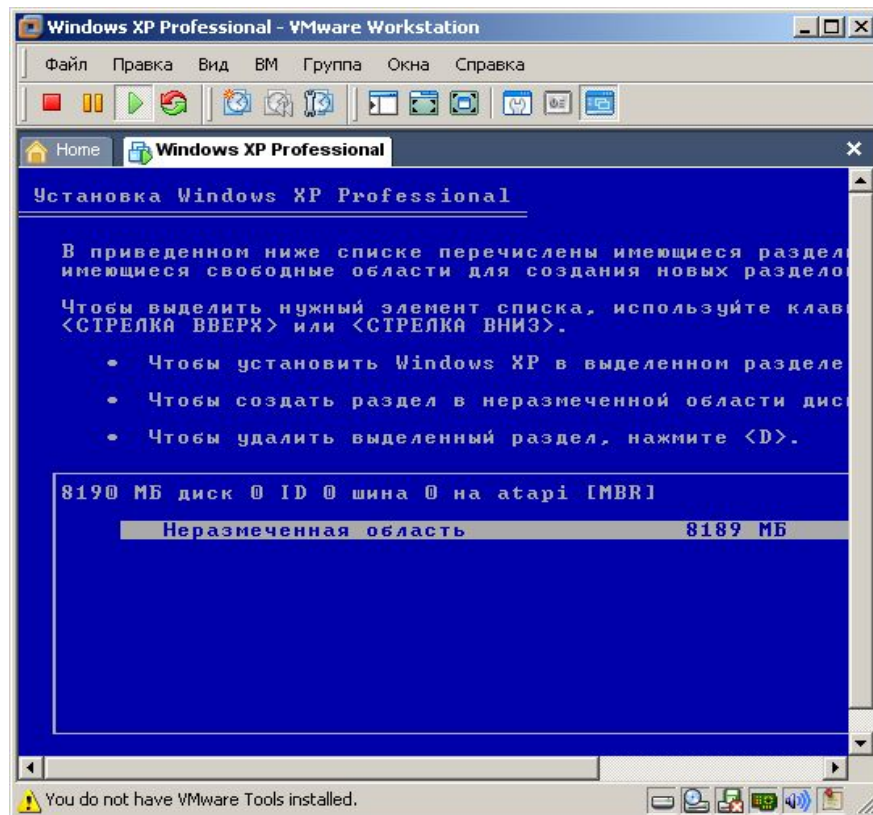 Windows XP Professional - VMware Workstation
Файл Правка Вид ВМ Группа Окна Справка
Home Windows XP Professional
Установка Windows XP Professional
В приведенном ниже списке перечислены имеющиеся раздел
имеющиеся свободные области для создания новых разделo
Чтобы выделить нужный элемент списка, используйте клав
<СТРЕЛКА ВВЕРХ> или <СТРЕЛКА ВНИЗ>.
• Чтобы установить Windows XP в выделенном разделе
• Чтобы создать раздел в неразмеченной области дис
• Чтобы удалить выделенный раздел, нажмите <D>.
8190 МБ диск 0 ID 0 шина 0 на atapi [MBR]
Неразмеченная область 8189 МБ
You do not have VMware Tools installed.